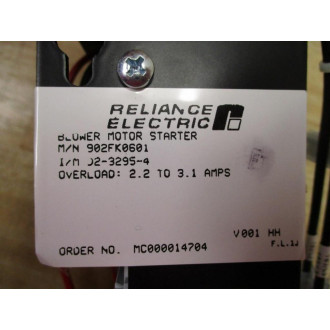 RELIANCE
ELECTRIC
BLOWER MOTOR STARTER
M/N 902FK0601
I/M D2-3295-4
OVERLOAD: 2.2 TO 3.1 AMPS
V001 HH
ORDER NO. MC000014704